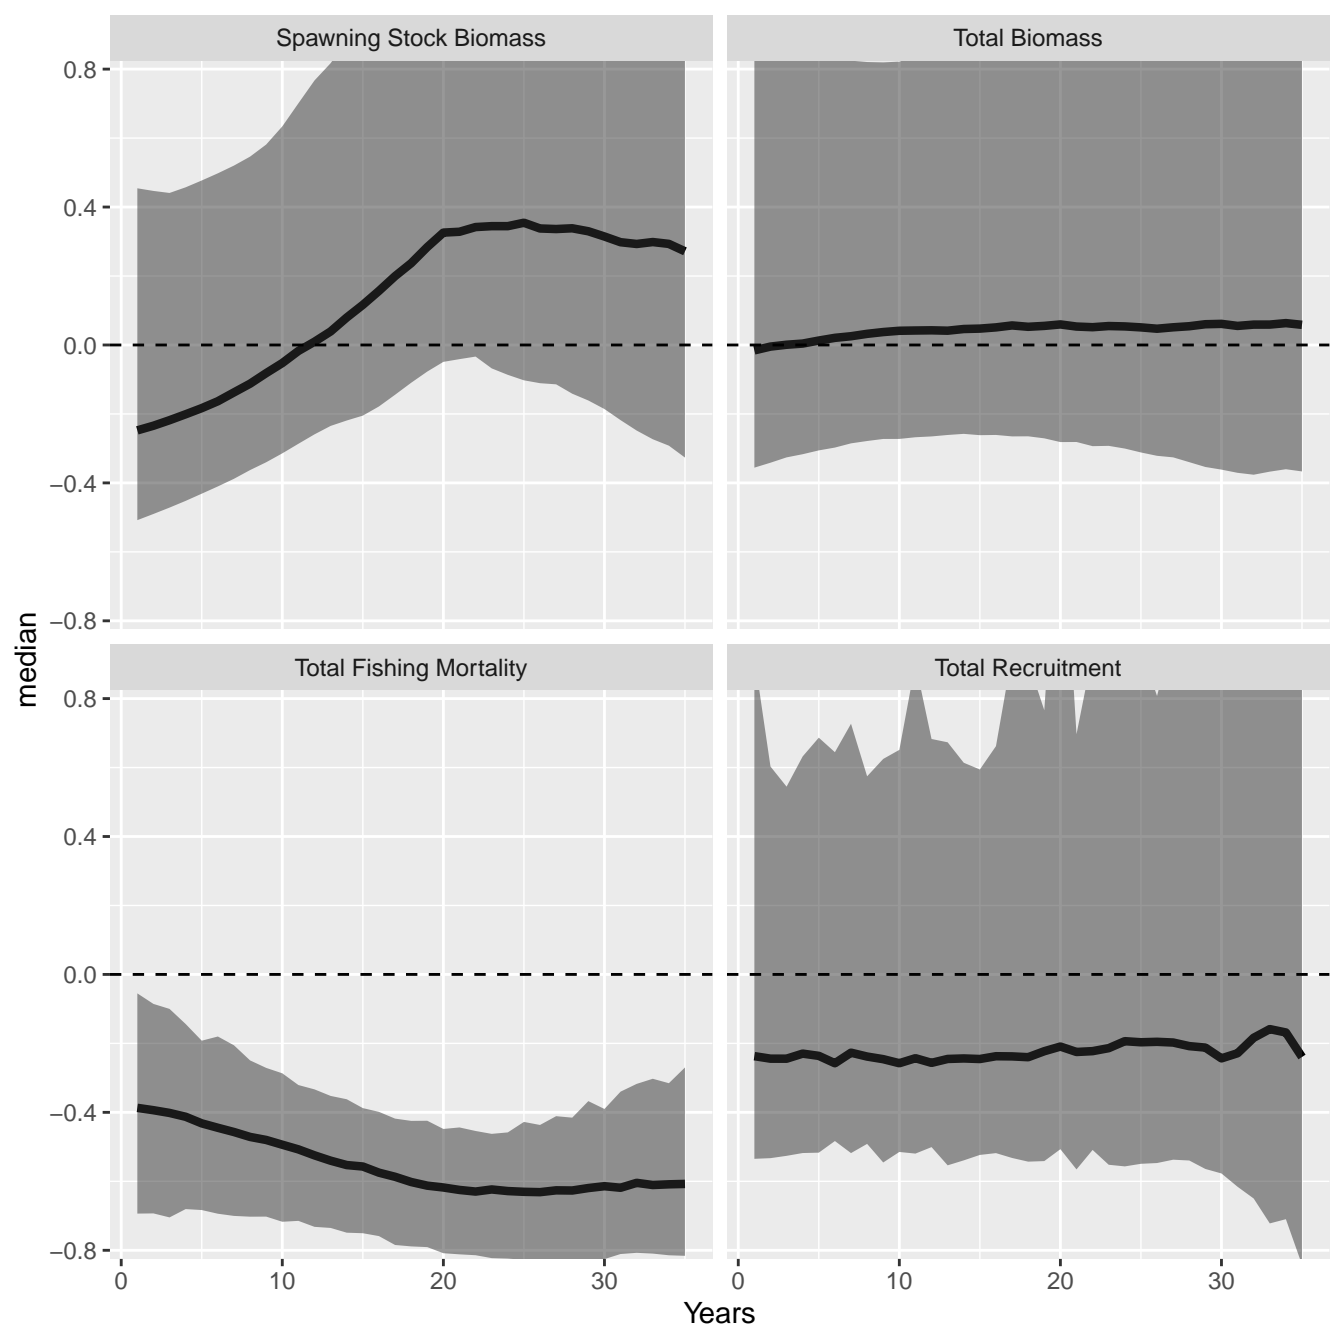 Spawning Stock Biomass
Total Biomass
0.8
0.4
0.0
−0.4
−0.8
median
Total Fishing Mortality
Total Recruitment
0.8
0.4
0.0
−0.4
−0.8
0 10 20 30
0 10 20 30
Years